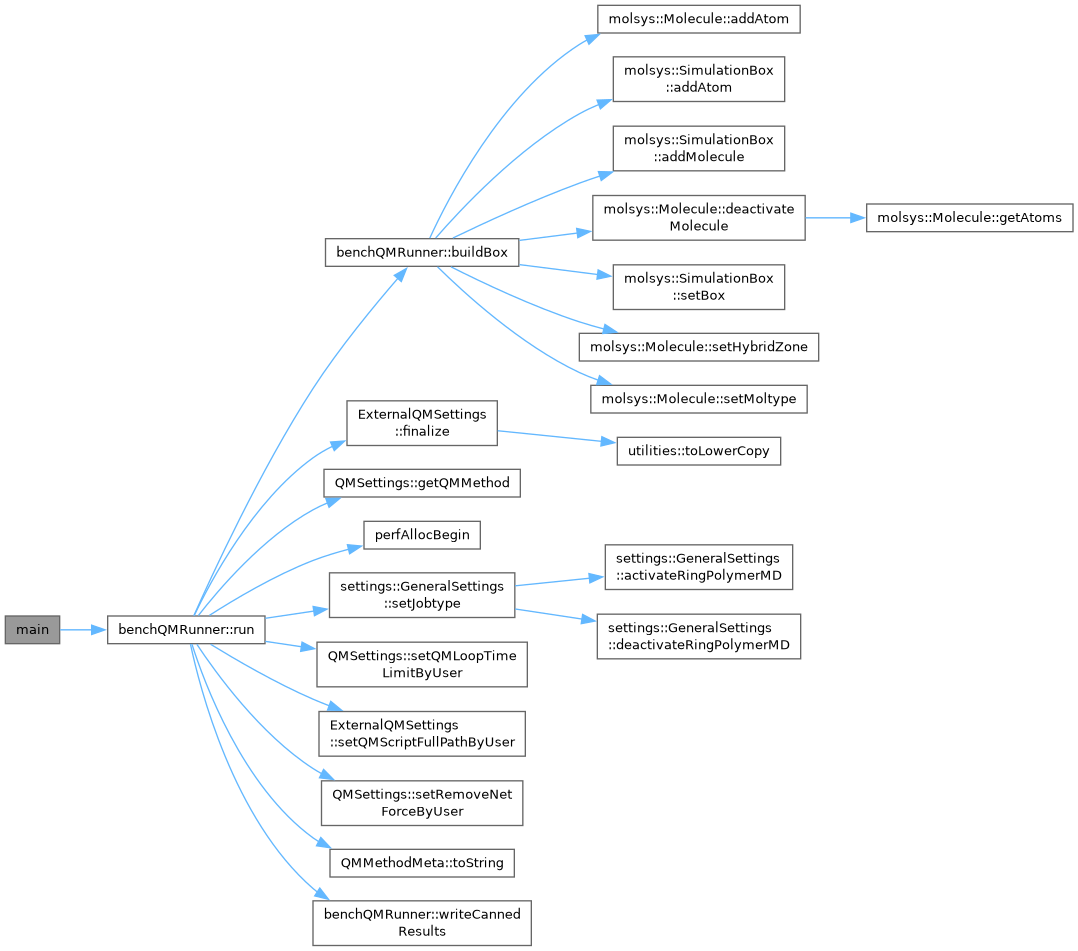 main
benchQMRunner::run
benchQMRunner::buildBox
molsys::Molecule::addAtom
molsys::SimulationBox
::addAtom
molsys::SimulationBox
::addMolecule
molsys::Molecule::deactivate
Molecule
molsys::Molecule::getAtoms
molsys::SimulationBox
::setBox
molsys::Molecule::setHybridZone
molsys::Molecule::setMoltype
ExternalQMSettings
::finalize
utilities::toLowerCopy
QMSettings::getQMMethod
perfAllocBegin
settings::GeneralSettings
::setJobtype
settings::GeneralSettings
::activateRingPolymerMD
settings::GeneralSettings
::deactivateRingPolymerMD
QMSettings::setQMLoopTime
LimitByUser
ExternalQMSettings
::setQMScriptFullPathByUser
QMSettings::setRemoveNet
ForceByUser
QMMethodMeta::toString
benchQMRunner::writeCanned
Results